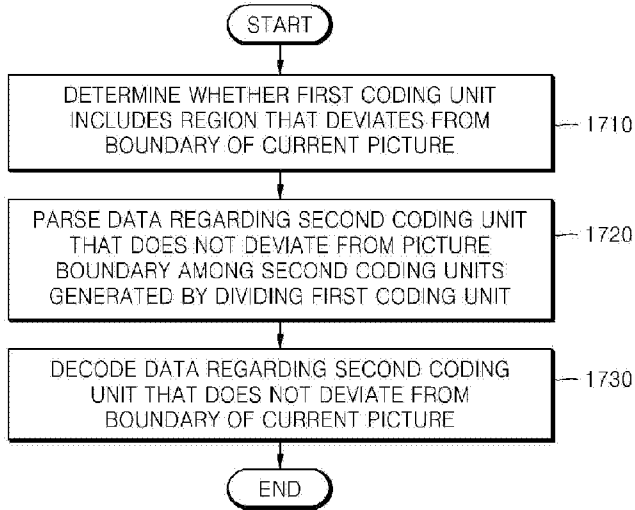 START
DETERMINE WHETHER FIRST CODING UNIT
INCLUDES REGION THAT DEVIATES FROM
BOUNDARY OF CURRENT PICTURE
1710
PARSE DATA REGARDING SECOND CODING UNIT
THAT DOES NOT DEVIATE FROM PICTURE
BOUNDARY AMONG SECOND CODING UNITS
GENERATED BY DIVIDING FIRST CODING UNIT
1720
DECODE DATA REGARDING SECOND CODING
UNIT THAT DOES NOT DEVIATE FROM
BOUNDARY OF CURRENT PICTURE
1730
END